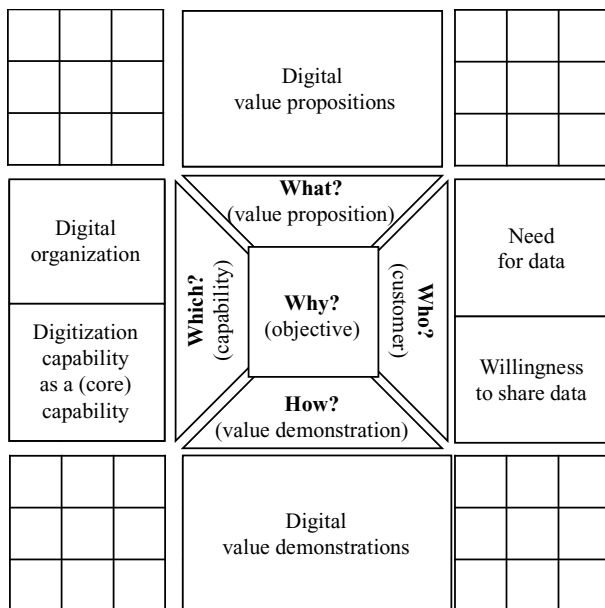 Digital
value propositions
What?
(value proposition)
Digital
organization
Digitization
capability
as a (core)
capability
Which?
(capability)
Why?
(objective)
Who?
(customer)
Need
for data
Willingness
to share data
How?
(value demonstration)
Digital
value demonstrations